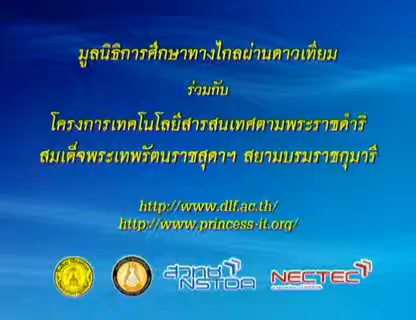 มูลนิธิการศึกษาทางไกลผ่านดาวเทียม
ร่วมกับ
โครงการเทคโนโลยีสารสนเทศตามพระราชดำริ
สมเด็จพระเทพรัตนราชสุดาฯ สยามบรมราชกุมารี
http://www.dlf.ac.th/
http://www.princess-it.org/
สวทช
NSTDA
NECTEC